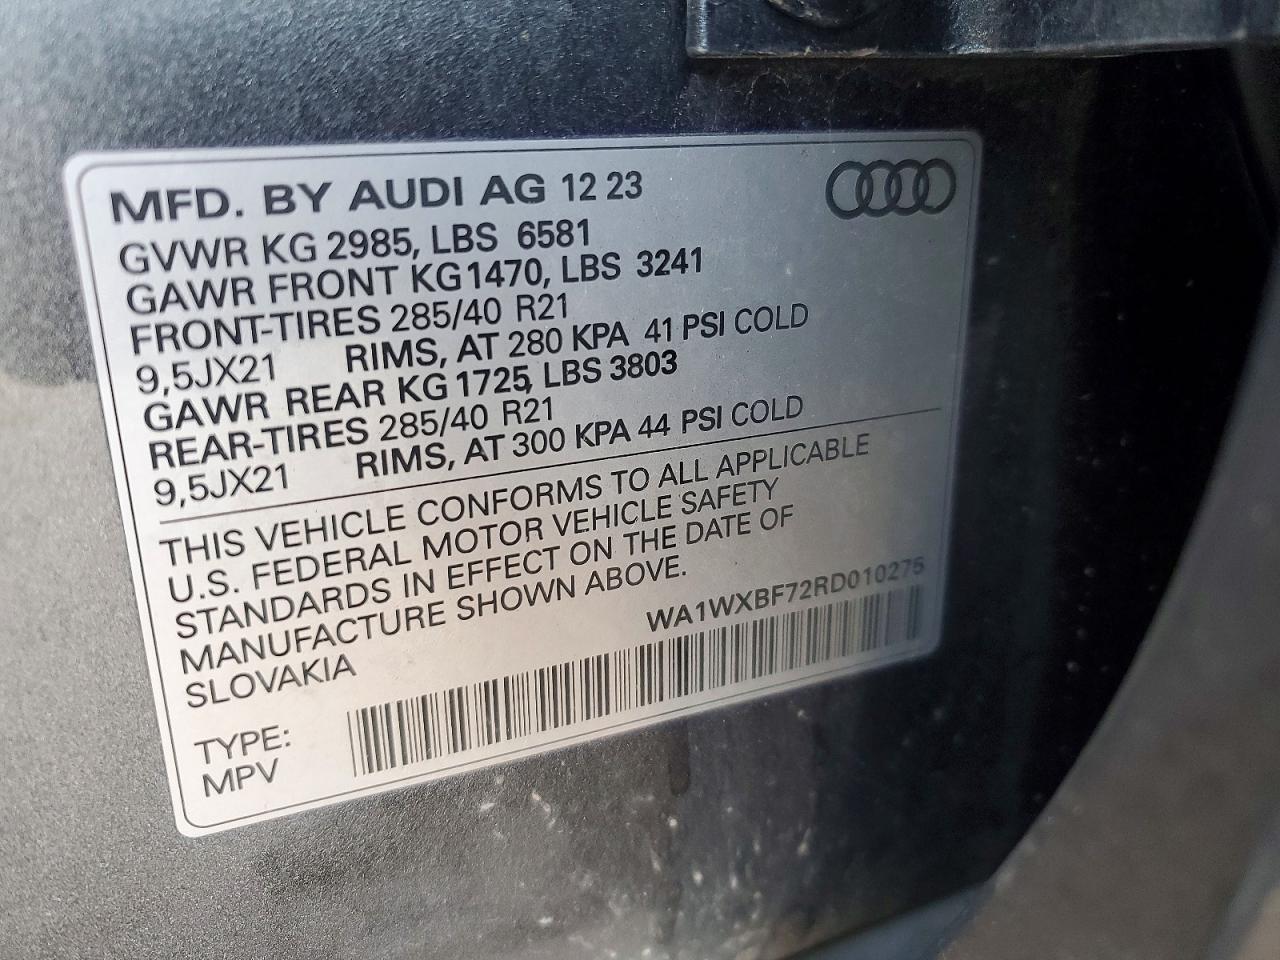 MFD. BY AUDI AG 12 23
GVWR KG 2985, LBS 6581
GAWR FRONT KG 1470, LBS 3241
FRONT-TIRES 285/40 R21
9,5JX21 RIMS, AT 280 KPA 41 PSI COLD
GAWR REAR KG 1725, LBS 3803
REAR-TIRES 285/40 R21
9,5JX21 RIMS, AT 300 KPA 44 PSI COLD
THIS VEHICLE CONFORMS TO ALL APPLICABLE
U.S. FEDERAL MOTOR VEHICLE SAFETY
STANDARDS IN EFFECT ON THE DATE OF
MANUFACTURE SHOWN ABOVE.
SLOVAKIA
WA1WXBF72RD010275
TYPE:
MPV